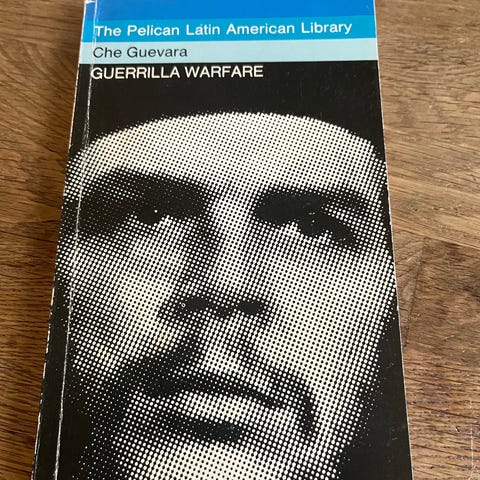 The Pelican Latin American Library
Che Guevara
GUERRILLA WARFARE